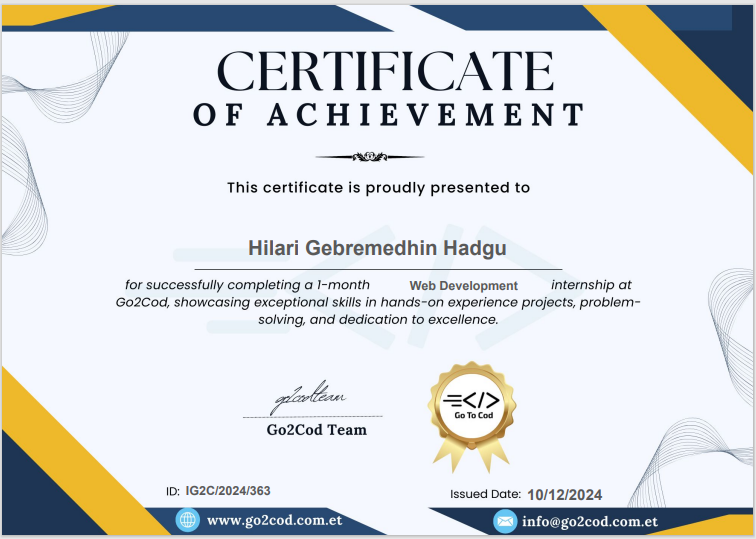 CERTIFICATE
OF ACHIEVEMENT
This certificate is proudly presented to
Hilari Gebremedhin Hadgu
for successfully completing a 1-month Web Development internship at
Go2Cod, showcasing exceptional skills in hands-on experience projects, problem-
solving, and dedication to excellence.
go2codteam
Go2Cod Team
=</>
Go To Cod
ID: IG2C/2024/363
Issued Date: 10/12/2024
www.go2cod.com.et
info@go2cod.com.et